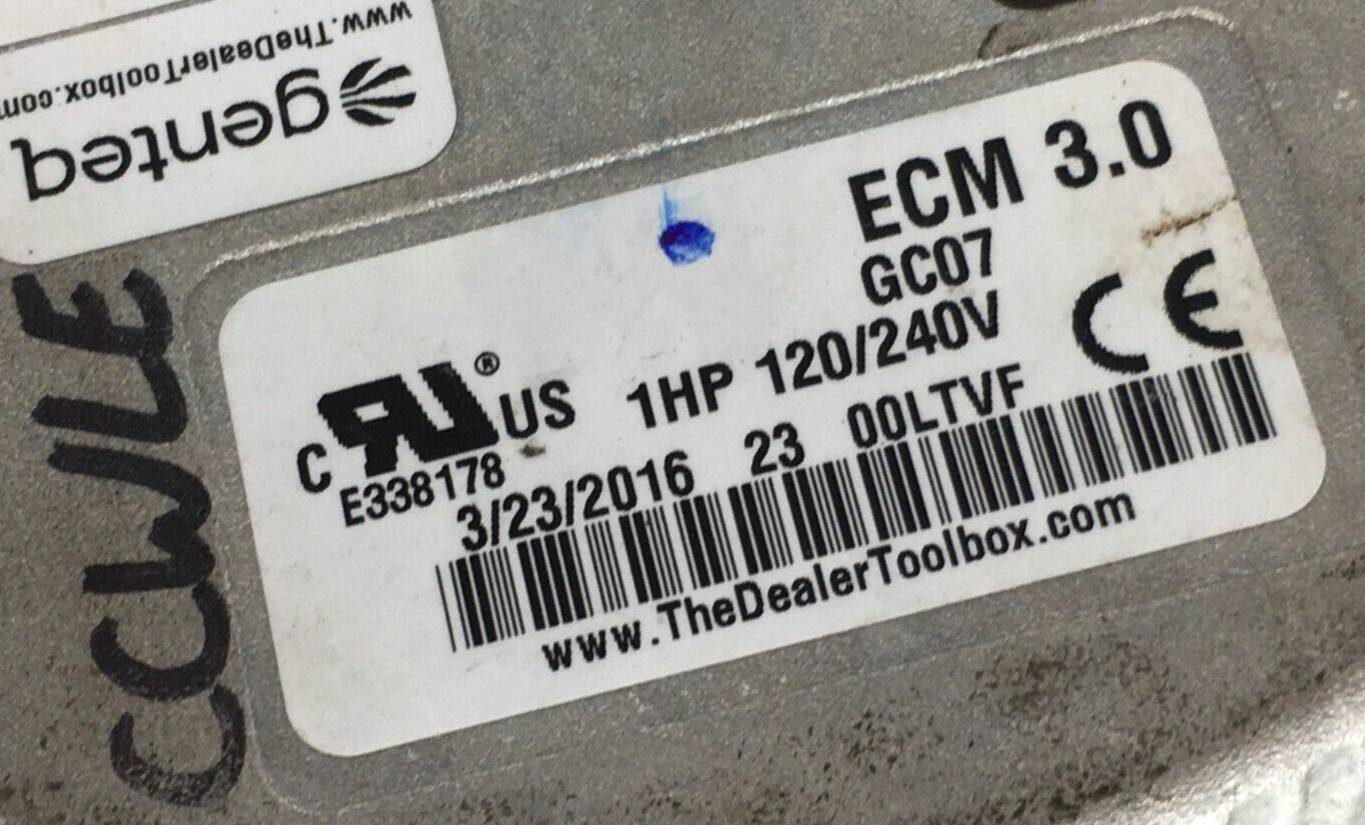 www.TheDealerToolbox.com
genteq
CCWLE
ECM 3.0
GC07
1HP 120/240V
C US
E338178
CE
3/23/2016 23 00LTVF
www.TheDealerToolbox.com